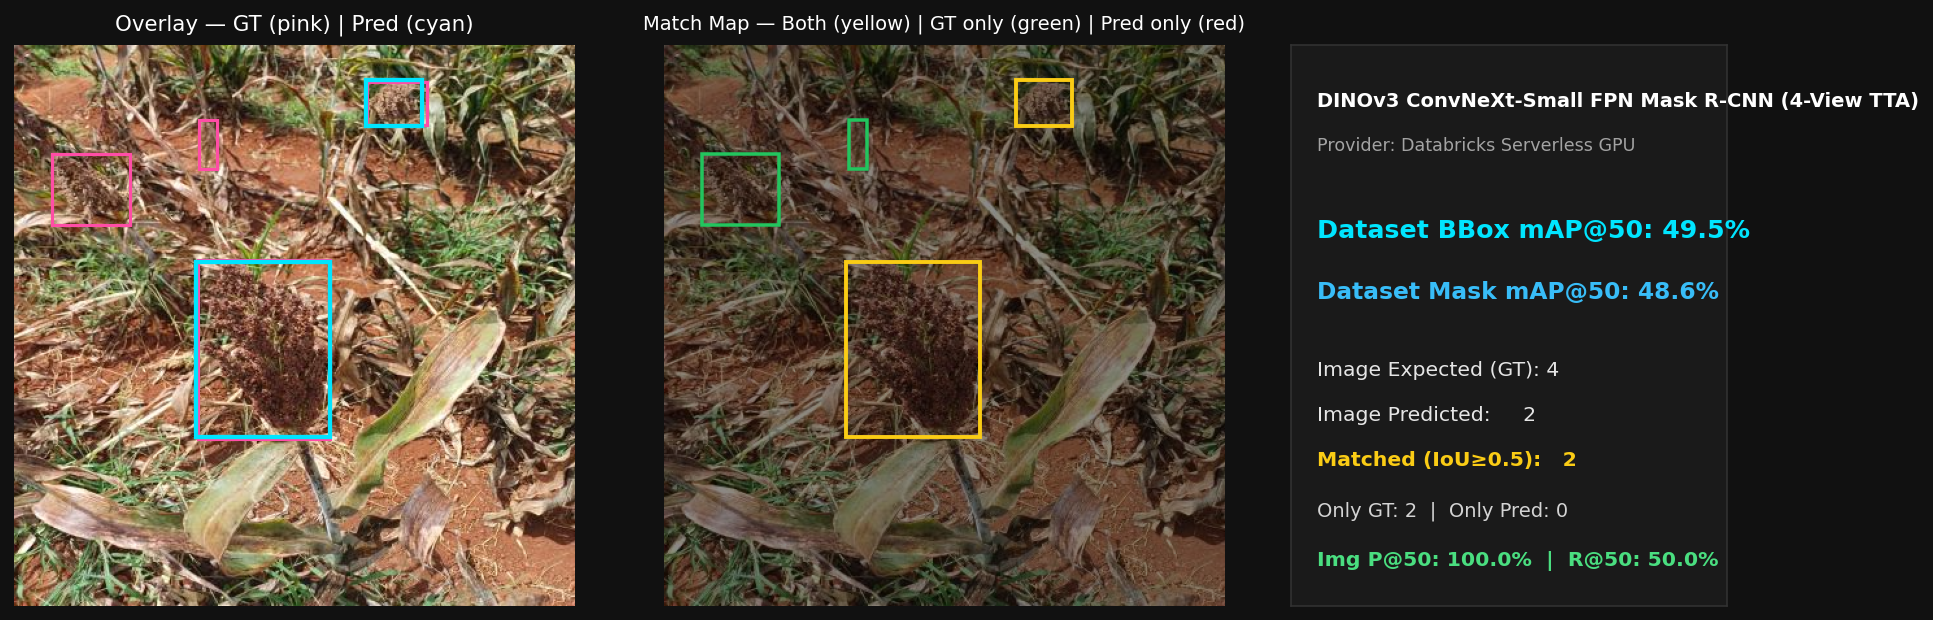 Overlay — GT (pink) | Pred (cyan)
Match Map — Both (yellow) | GT only (green) | Pred only (red)
DINOv3 ConvNeXt-Small FPN Mask R-CNN (4-View TTA)
Provider: Databricks Serverless GPU
Dataset BBox mAP@50: 49.5%
Dataset Mask mAP@50: 48.6%
Image Expected (GT): 4
Image Predicted: 2
Matched (IoU≥0.5): 2
Only GT: 2 | Only Pred: 0
Img P@50: 100.0% | R@50: 50.0%